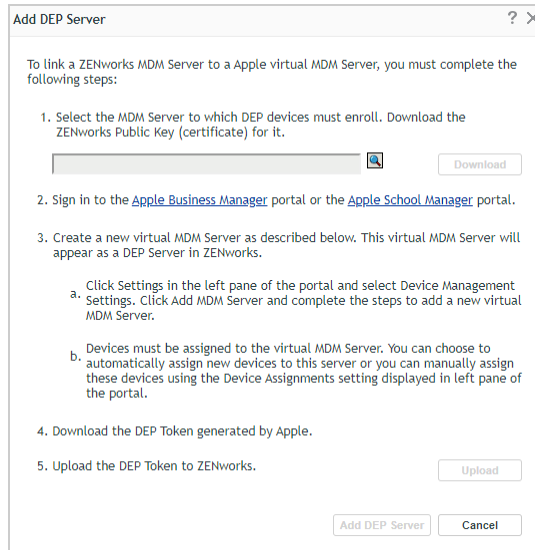 Add DEP Server
?
To link a ZENworks MDM Server to a Apple virtual MDM Server, you must complete the
following steps:
1. Select the MDM Server to which DEP devices must enroll. Download the
ZENworks Public Key (certificate) for it.
Download
2. Sign in to the Apple Business Manager portal or the Apple School Manager portal.
3. Create a new virtual MDM Server as described below. This virtual MDM Server will
appear as a DEP Server in ZENworks.
a. Click Settings in the left pane of the portal and select Device Management
Settings. Click Add MDM Server and complete the steps to add a new virtual
MDM Server.
b. Devices must be assigned to the virtual MDM Server. You can choose to
automatically assign new devices to this server or you can manually assign
these devices using the Device Assignments setting displayed in left pane of
the portal.
4. Download the DEP Token generated by Apple.
5. Upload the DEP Token to ZENworks.
Upload
Add DEP Server
Cancel